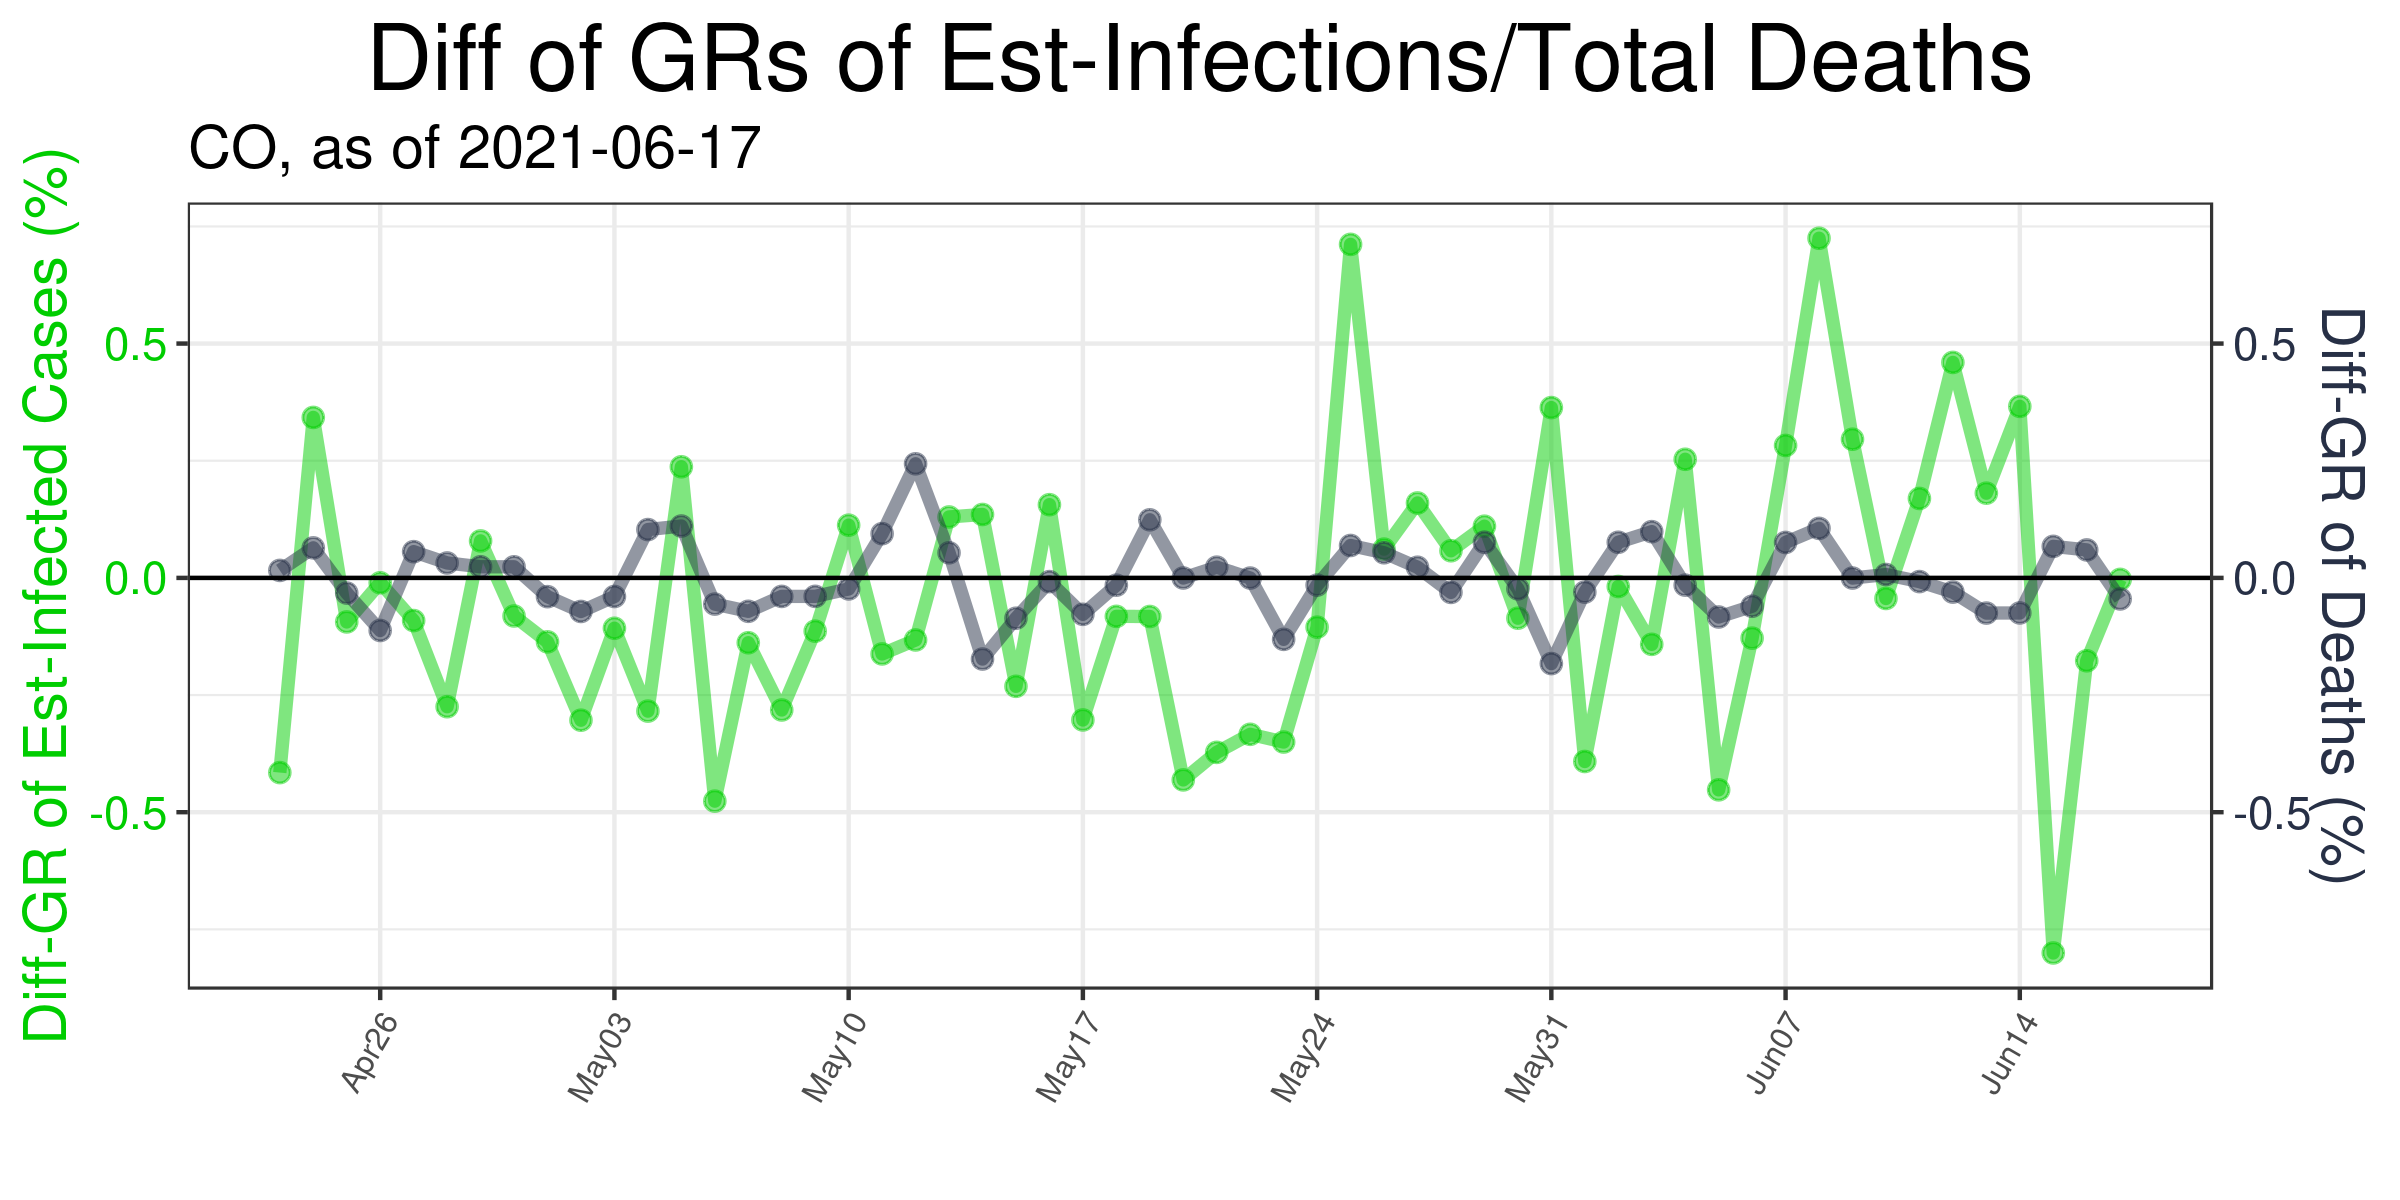 Diff of GRs of Est-Infections/Total Deaths
CO, as of 2021-06-17
Diff-GR of Est-Infected Cases (%)
0.5
0.0
-0.5
0.5
0.0
-0.5
Diff-GR of Deaths (%)
Apr26
May03
May10
May17
May24
May31
Jun07
Jun14